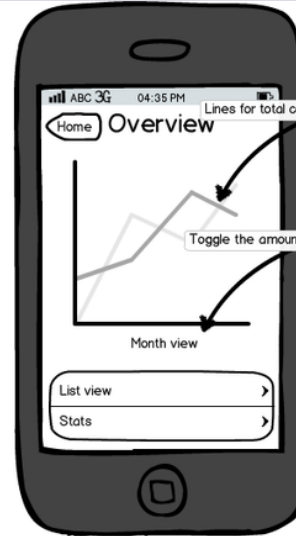 ABC 3G 04:35 PM
Lines for total c
Home Overview
Toggle the amoun
Month view
List view
Stats